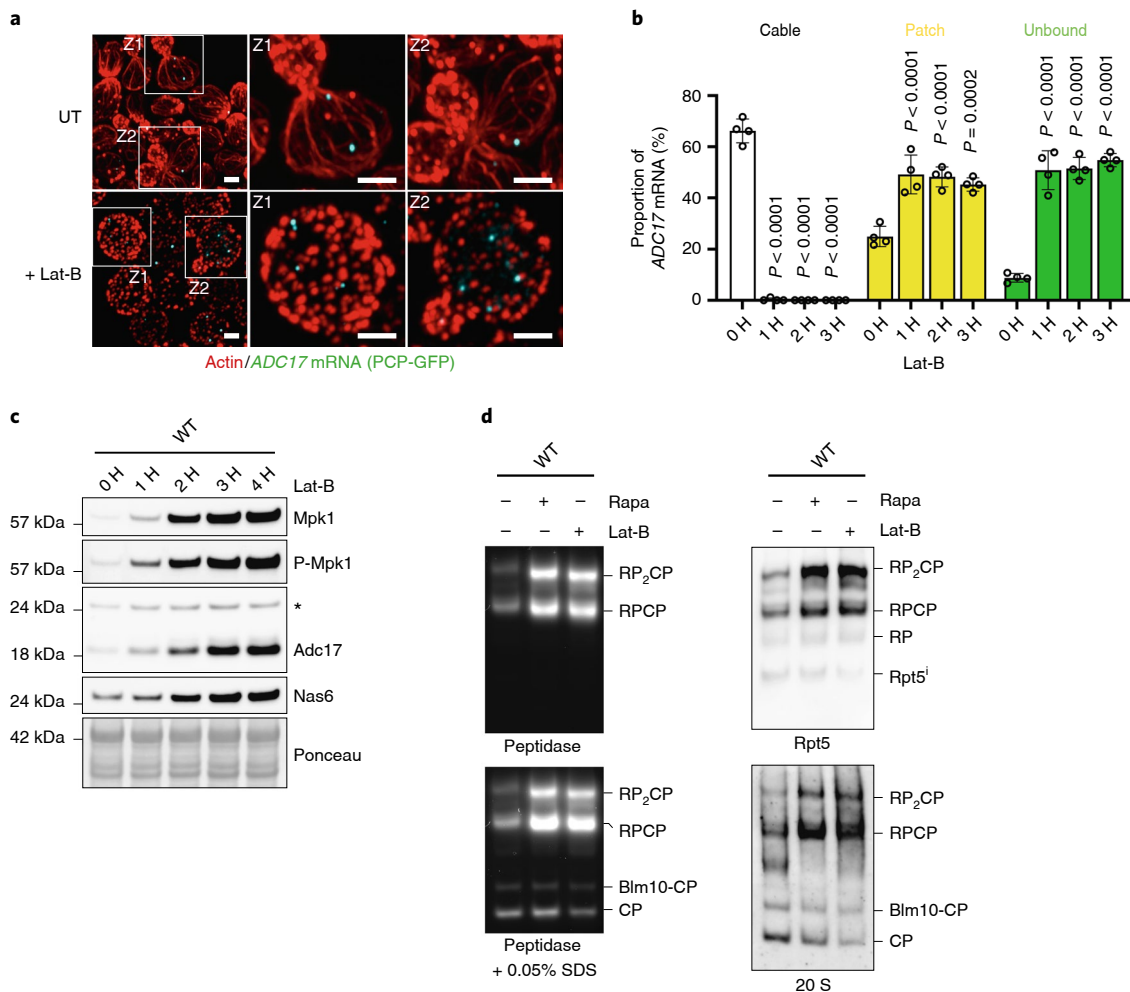 a
UT
+ Lat-B
Z1
Z2
Z1
Z2
Z1
Z2
Z1
Z2
Actin/ADC17 mRNA (PCP-GFP)
b
Cable
Patch
Unbound
Proportion of
ADC17 mRNA (%)
80
60
40
20
0
P < 0.0001
P < 0.0001
P < 0.0001
P < 0.0001
P < 0.0001
P = 0.0002
P < 0.0001
P < 0.0001
P < 0.0001
0 H
1 H
2 H
3 H
0 H
1 H
2 H
3 H
0 H
1 H
2 H
3 H
Lat-B
c
WT
0 H 1 H 2 H 3 H 4 H Lat-B
57 kDa Mpk1
57 kDa P-Mpk1
24 kDa *
18 kDa Adc17
24 kDa Nas6
42 kDa
Ponceau
d
WT
– + – Rapa
– – + Lat-B
RP₂CP
RPCP
Peptidase
RP₂CP
RPCP
Blm10-CP
CP
Peptidase
+ 0.05% SDS
WT
– + – Rapa
– – + Lat-B
RP₂CP
RPCP
RP
Rpt5ⁱ
Rpt5
RP₂CP
RPCP
Blm10-CP
CP
20 S